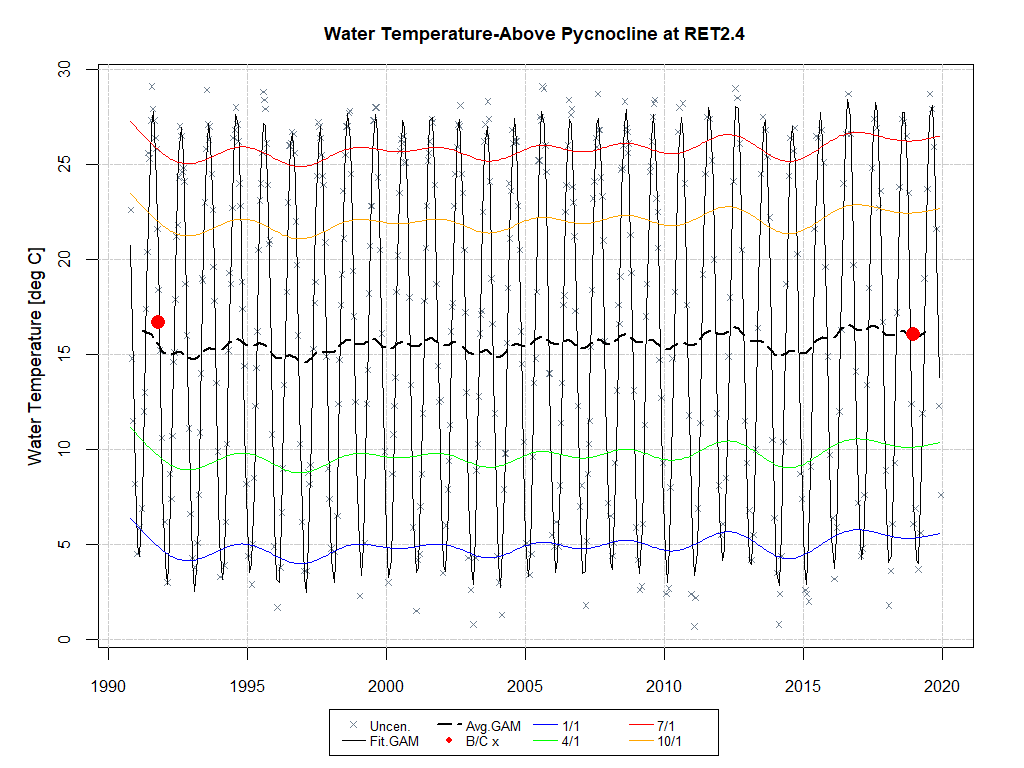 Water Temperature-Above Pycnocline at RET2.4
Water Temperature [deg C]
30
25
20
15
10
5
0
1990 1995 2000 2005 2010 2015 2020
Uncen. Avg.GAM 1/1 7/1
Fit.GAM B/C x 4/1 10/1